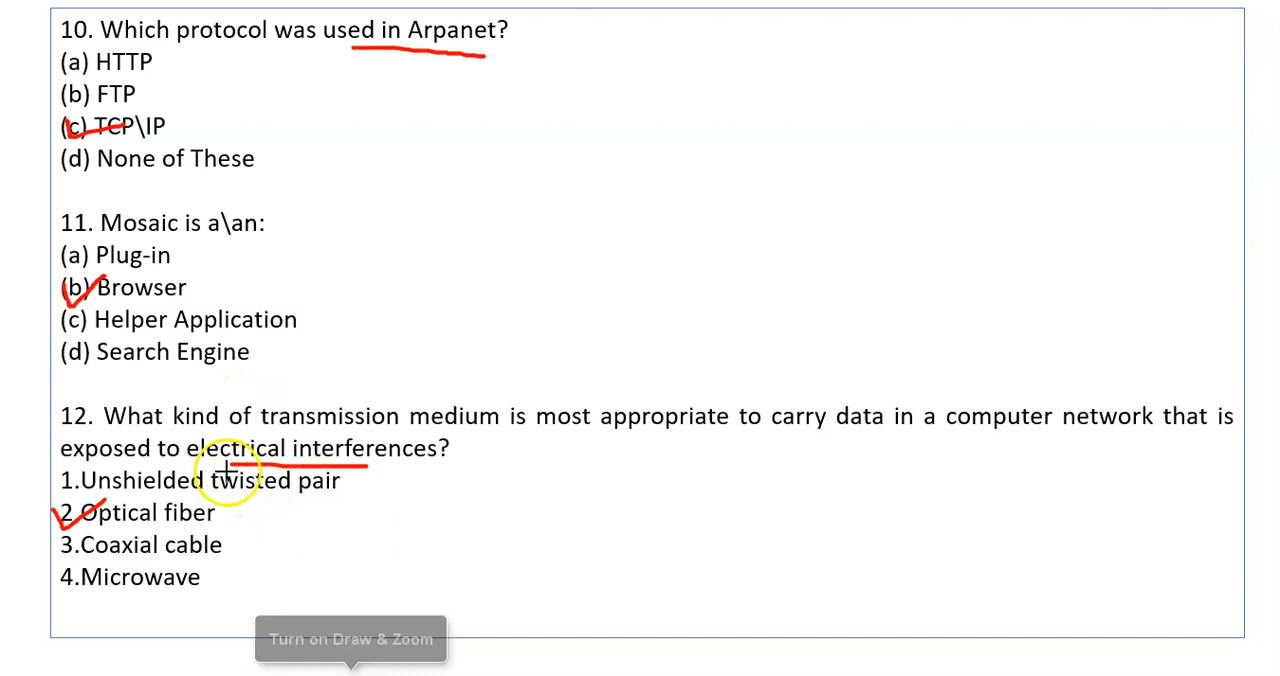 10. Which protocol was used in Arpanet?
(a) HTTP
(b) FTP
(c) TCP\IP
(d) None of These
11. Mosaic is a\an:
(a) Plug-in
(b) Browser
(c) Helper Application
(d) Search Engine
12. What kind of transmission medium is most appropriate to carry data in a computer network that is
exposed to electrical interferences?
1.Unshielded twisted pair
2.Optical fiber
3.Coaxial cable
4.Microwave
Turn on Draw & Zoom